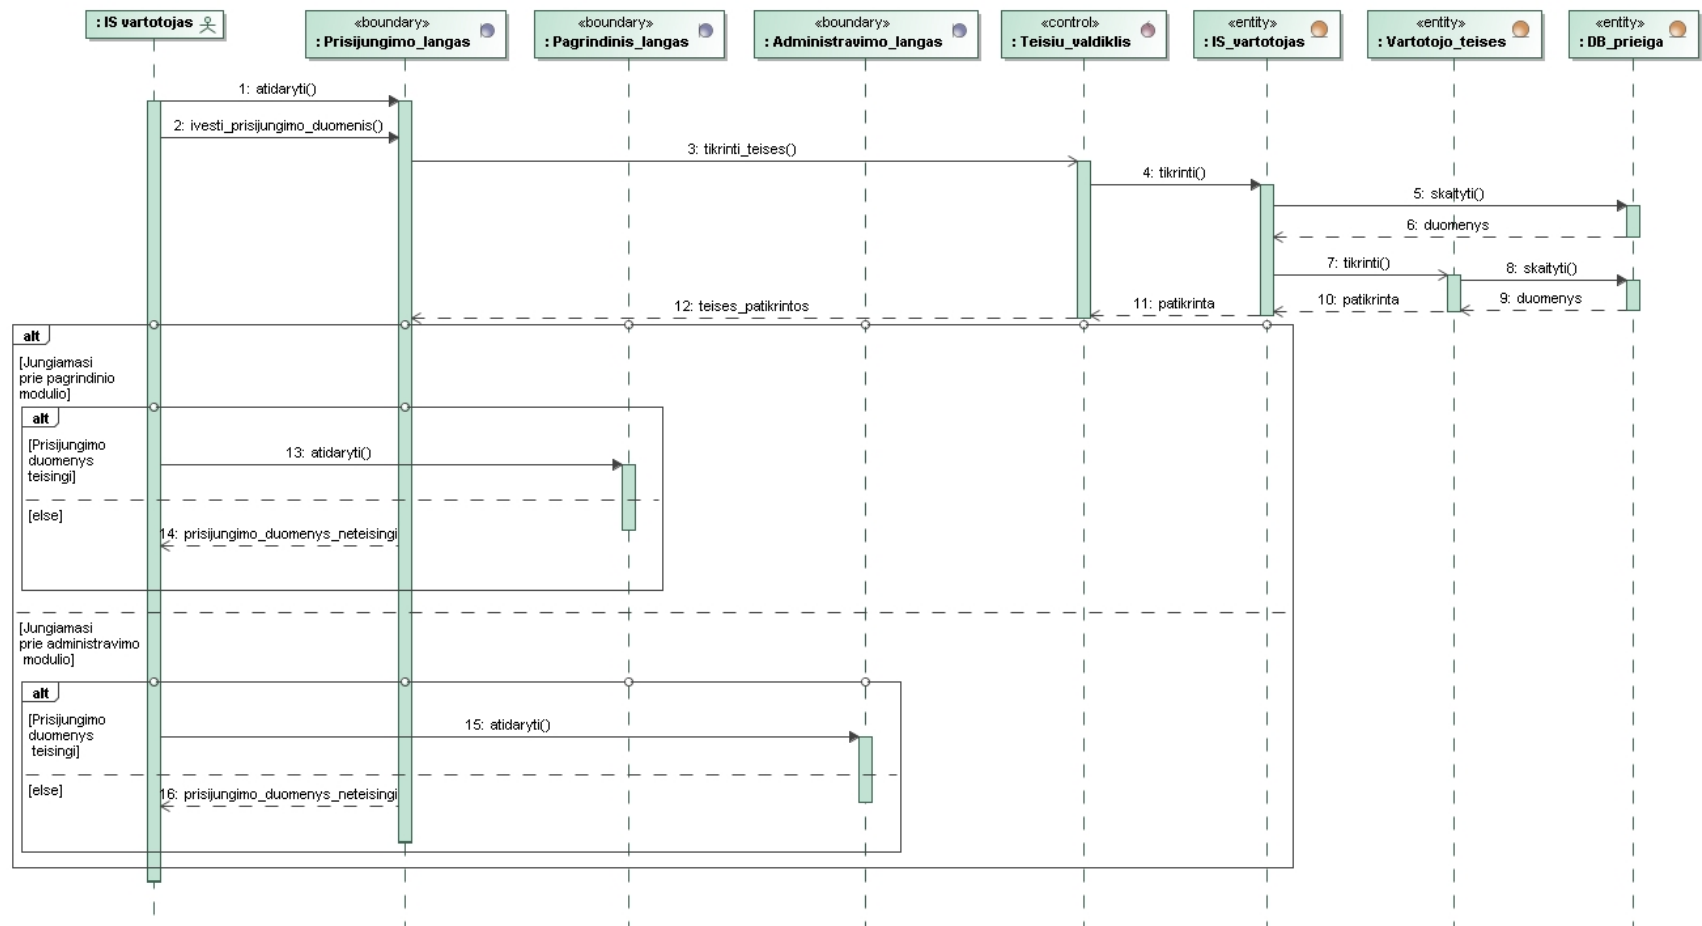 : IS vartotojas
«boundary»
: Prisijungimo_langas
«boundary»
: Pagrindinis_langas
«boundary»
: Administravimo_langas
«control»
: Teisiu_valdiklis
«entity»
: IS_vartotojas
«entity»
: Vartotojo_teises
«entity»
: DB_prieiga
1: atidaryti()
2: ivesti_prisijungimo_duomenis()
3: tikrinti_teises()
4: tikrinti()
5: skaityti()
6: duomenys
7: tikrinti()
8: skaityti()
9: duomenys
10: patikrinta
11: patikrinta
12: teises_patikrintos
alt
[Jungiamasi
prie pagrindinio
modulio]
alt
[Prisijungimo
duomenys
teisingi]
13: atidaryti()
[else]
14: prisijungimo_duomenys_neteisingi
[Jungiamasi
prie administravimo
modulio]
alt
[Prisijungimo
duomenys
teisingi]
15: atidaryti()
[else]
16: prisijungimo_duomenys_neteisingi